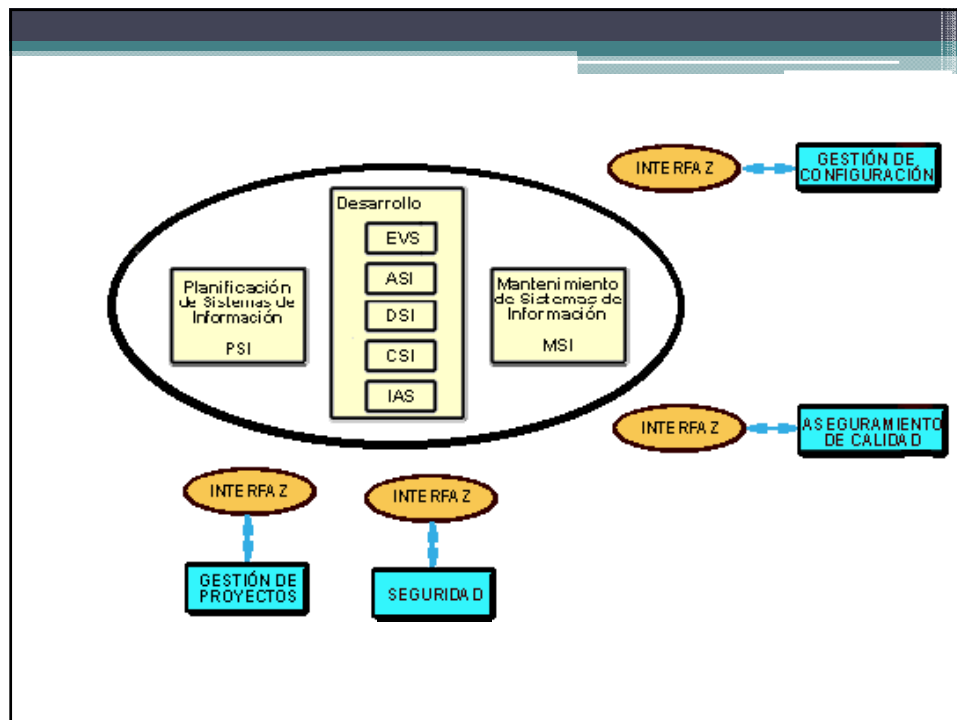 Desarrollo
EVS
ASI
DSI
CSI
IAS
Planificación
de Sistemas de
Información
PSI
Mantenimiento
de Sistemas de
Información
MSI
INTERFAZ
GESTIÓN DE
CONFIGURACIÓN
INTERFAZ
ASEGURAMIENTO
DE CALIDAD
INTERFAZ
GESTIÓN DE
PROYECTOS
INTERFAZ
SEGURIDAD